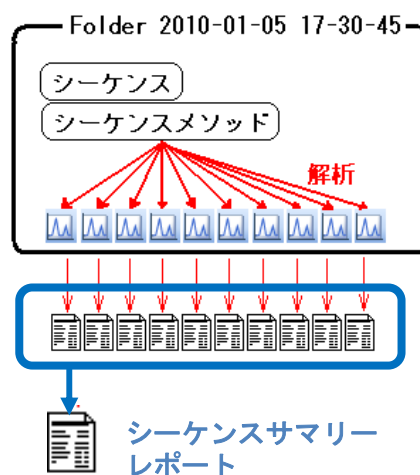 Folder 2010-01-05 17-30-45
シーケンス
シーケンスメソッド
解析
シーケンスサマリー
レポート